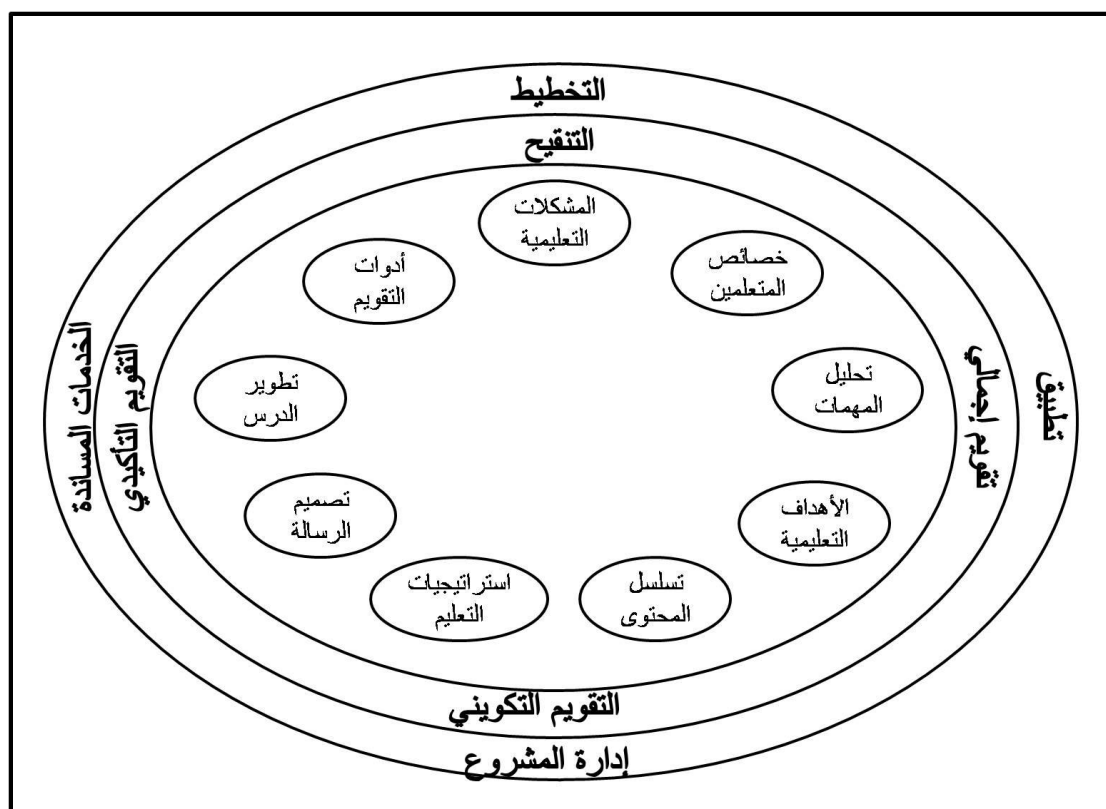 التخطيط
التنقيح
المشكلات
التعليمية
خصائص
المتعلمين
أدوات
التقويم
تحليل
المهمات
تطوير
الدرس
تطبيق
تقويم إجمالي
التقويم التأكيدي
الخدمات المساندة
الأهداف
التعليمية
تصميم
الرسالة
تسلسل
المحتوى
استراتيجيات
التعليم
التقويم التكويني
إدارة المشروع